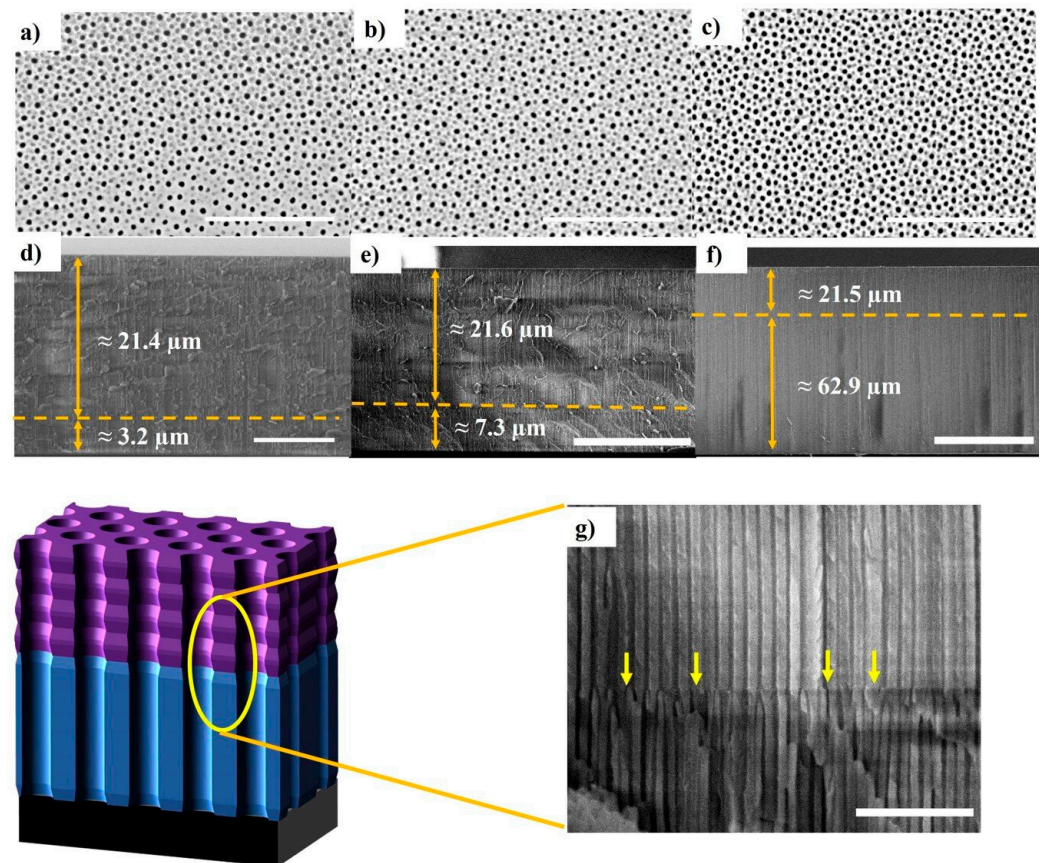 a)
b)
c)
d)
≈ 21.4 μm
≈ 3.2 μm
e)
≈ 21.6 μm
≈ 7.3 μm
f)
≈ 21.5 μm
≈ 62.9 μm
g)